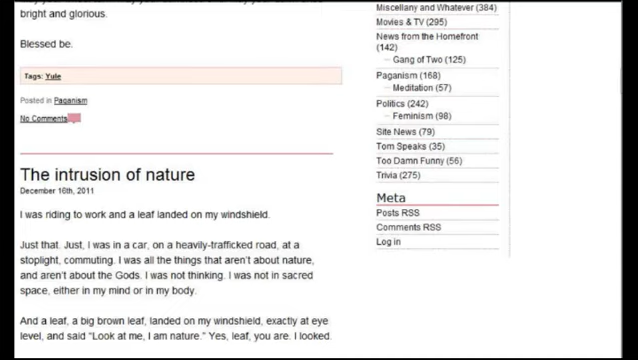 bright and glorious.
Blessed be.
Tags: Yule
Posted in Paganism
No Comments
The intrusion of nature
December 16th, 2011
I was riding to work and a leaf landed on my windshield.
Just that. Just, I was in a car, on a heavily-trafficked road, at a
stoplight, commuting. I was all the things that aren't about nature,
and aren't about the Gods. I was not thinking. I was not in sacred
space, either in my mind or in my body.
And a leaf, a big brown leaf, landed on my windshield, exactly at eye
level, and said "Look at me, I am nature." Yes, leaf, you are. I looked.
Miscellany and Whatever (384)
Movies & TV (295)
News from the Homefront
(142)
Gang of Two (125)
Paganism (168)
Meditation (57)
Politics (242)
Feminism (98)
Site News (79)
Tom Speaks (35)
Too Damn Funny (56)
Trivia (275)
Meta
Posts RSS
Comments RSS
Log in